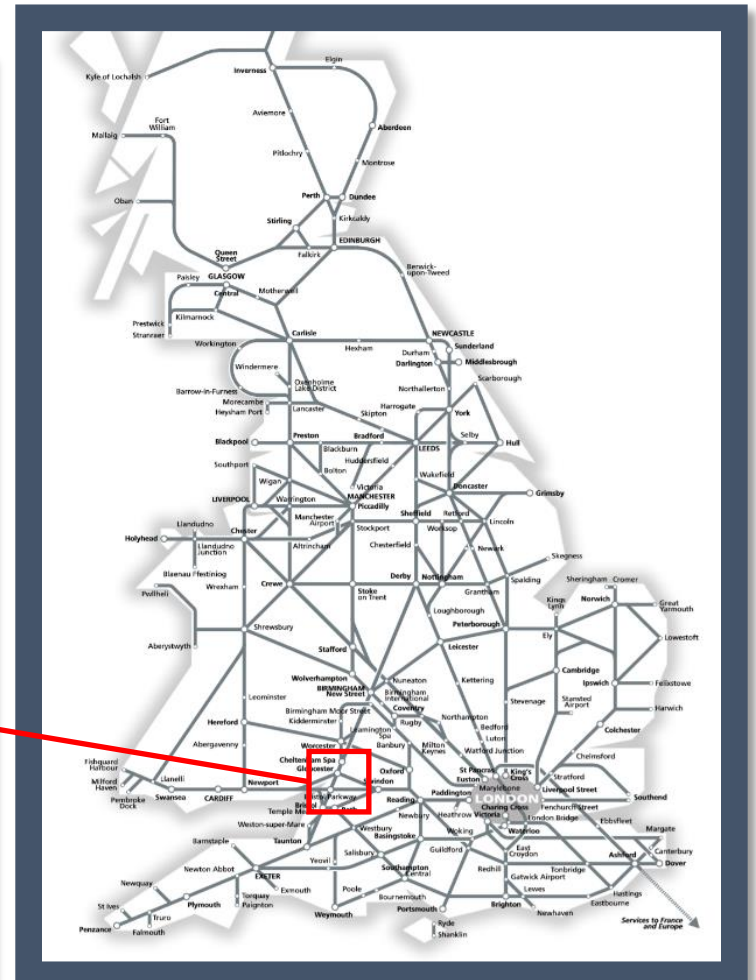 Elgin
Inverness
Kyle of Lochalsh
Aviemore
Fort
William
Aberdeen
Mallaig
Pitlochry
Montrose
Perth
Dundee
Oban
Stirling
Kirkcaldy
EDINBURGH
Queen
Street
Falkirk
Berwick-
upon-Tweed
Paisley
GLASGOW
Central
Motherwell
Kilmarnock
Prestwick
Stranraer
Carlisle
NEWCASTLE
Workington
Hexham
Sunderland
Durham
Darlington
Middlesbrough
Windermere
Scarborough
Oxenholme
Lake District
Northallerton
Barrow-in-Furness
Morecambe
Heysham Port
Lancaster
Harrogate
York
Skipton
Blackpool
Preston
Bradford
Selby
Hull
Blackburn
LEEDS
Southport
Huddersfield
Bolton
Wakefield
Wigan
Victoria
Doncaster
LIVERPOOL
Warrington
MANCHESTER
Piccadilly
Grimsby
Manchester
Airport
Sheffield
Retford
Llandudno
Stockport
Worksop
Lincoln
Holyhead
Chester
Llandudno
Junction
Altrincham
Chesterfield
Newark
Skegness
Blaenau Ffestiniog
Wrexham
Crewe
Derby
Nottingham
Spalding
Sheringham
Cromer
Pwllheli
Stoke
on Trent
Grantham
Kings
Lynn
Norwich
Great
Yarmouth
Loughborough
Shrewsbury
Peterborough
Ely
Lowestoft
Aberystwyth
Stafford
Leicester
Cambridge
Wolverhampton
Nuneaton
Kettering
Ipswich
Felixstowe
BIRMINGHAM
New Street
Birmingham
International
Leominster
Stevenage
Stansted
Airport
Harwich
Birmingham Moor Street
Coventry
Northampton
Hereford
Kidderminster
Rugby
Bedford
Colchester
Leamington
Spa
Abergavenny
Worcester
Banbury
Milton
Keynes
Luton
Watford Junction
Chelmsford
Fishguard
Harbour
Cheltenham Spa
Gloucester
Oxford
St Pancras
King's
Cross
Stratford
Euston
Milford
Haven
Llanelli
Newport
Swindon
Marylebone
Liverpool Street
Pembroke
Dock
Swansea
CARDIFF
Parkway
Reading
Paddington
LONDON
Southend
Bristol
Temple
Newbury
Heathrow
Charing Cross
Fenchurch Street
Victoria
London Bridge
Ebbsfleet
Weston-super-Mare
Westbury
Basingstoke
Woking
Waterloo
Margate
Barnstaple
Taunton
Salisbury
Guildford
East
Croydon
Canterbury
Yeovil
Ashford
Dover
Newton Abbot
EXETER
Southampton
Central
Redhill
Tonbridge
Gatwick Airport
Newquay
Exmouth
Poole
Lewes
Hastings
St Ives
Plymouth
Torquay
Paignton
Bournemouth
Eastbourne
Truro
Weymouth
Portsmouth
Brighton
Newhaven
Penzance
Falmouth
Ryde
Shanklin
Services to France
and Europe